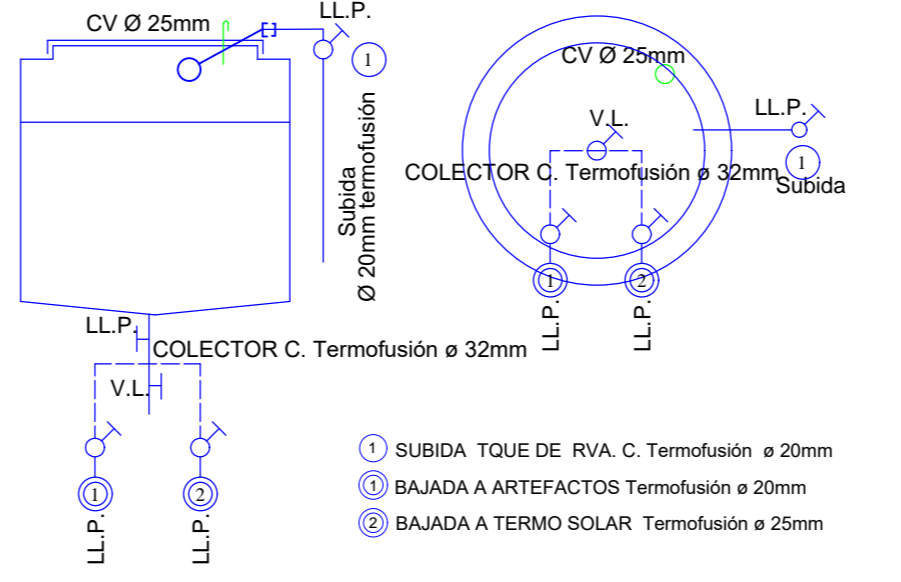 CV Ø 25mm
LL.P.
1
Subida
Ø 20mm termofusión
LL.P.
COLECTOR C. Termofusión ø 32mm
V.L.
1
2
LL.P.
LL.P.
CV Ø 25mm
LL.P.
V.L.
COLECTOR C. Termofusión ø 32mm
1
Subida
1
2
LL.P.
LL.P.
1 SUBIDA TQUE DE RVA. C. Termofusión ø 20mm
1 BAJADA A ARTEFACTOS Termofusión ø 20mm
2 BAJADA A TERMO SOLAR Termofusión ø 25mm